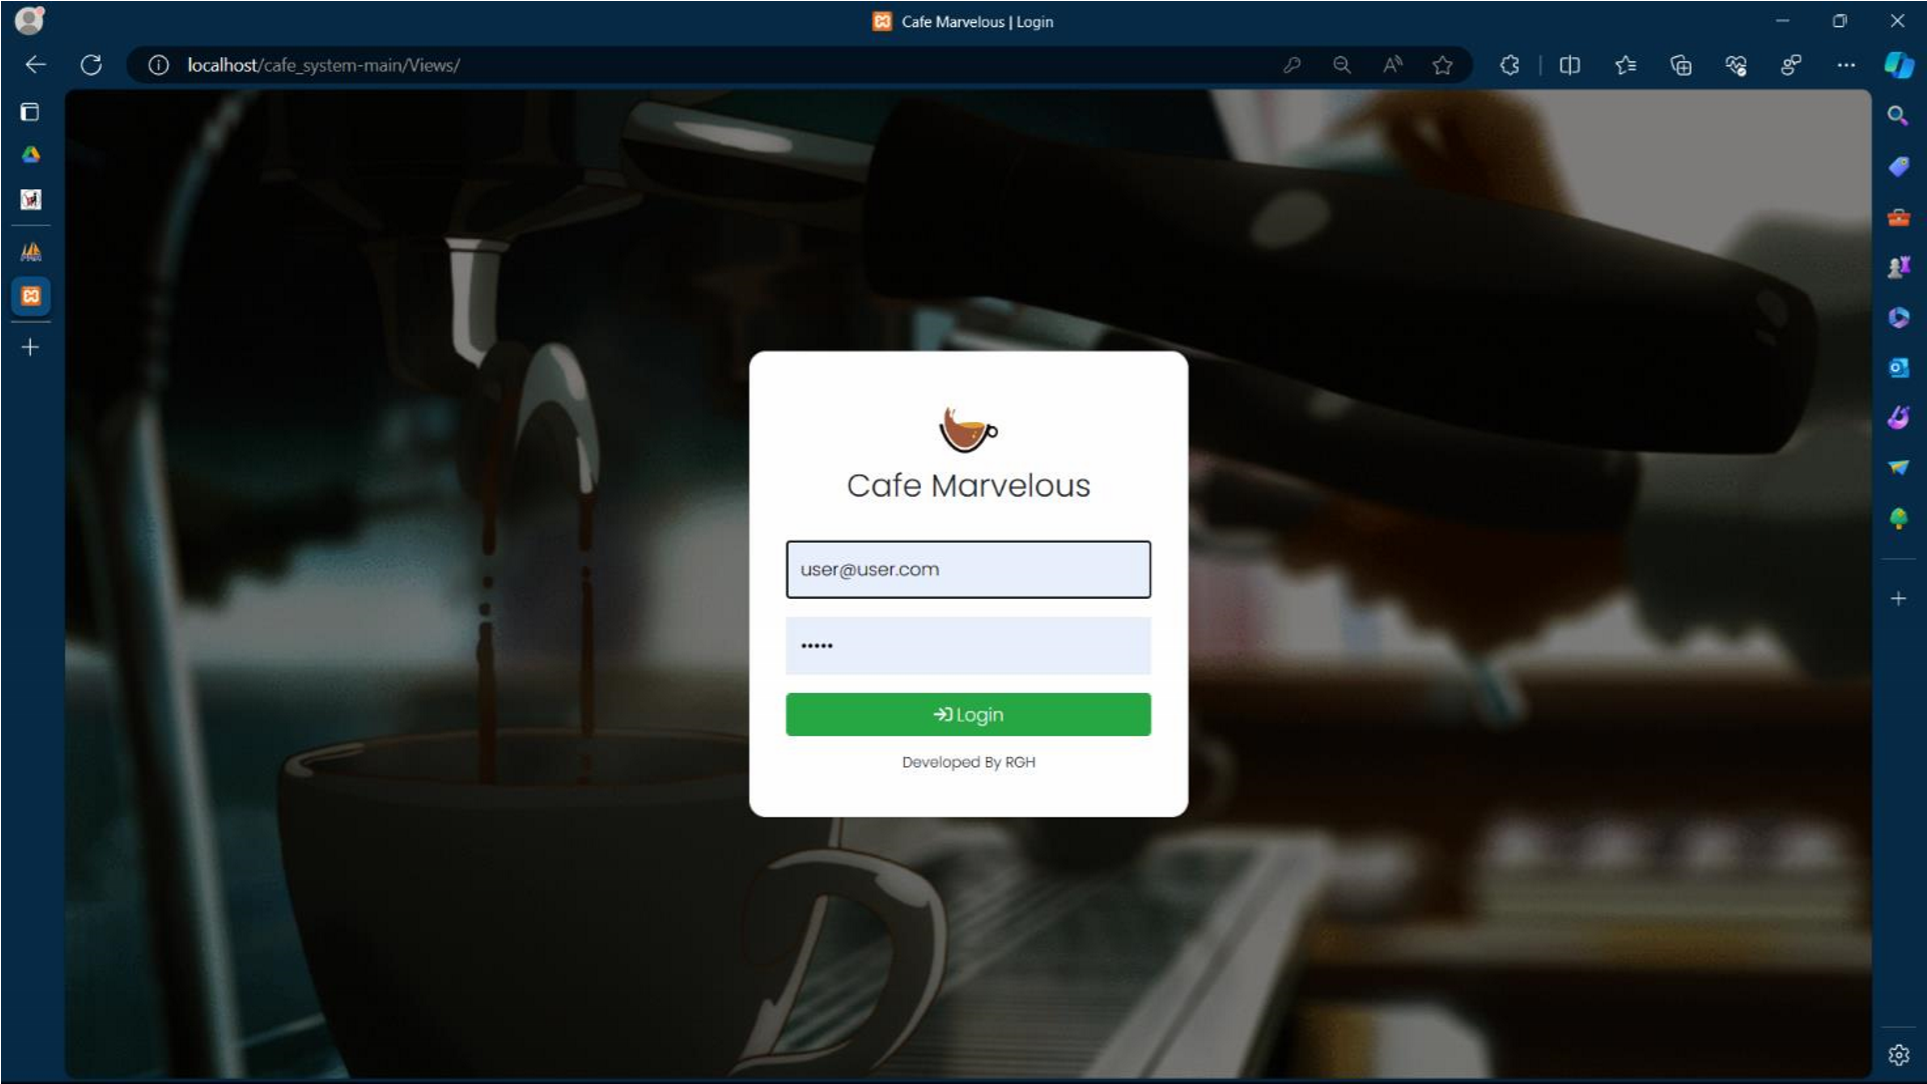 Cafe Marvelous | Login
localhost/cafe_system-main/Views/
Cafe Marvelous
user@user.com
•••••
Login
Developed By RGH